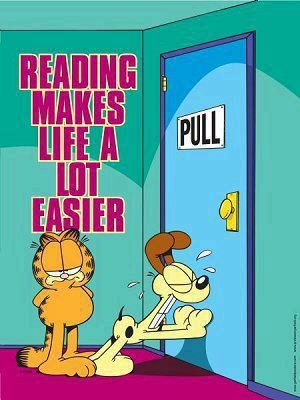 READING
MAKES
LIFE A
LOT
EASIER
PULL